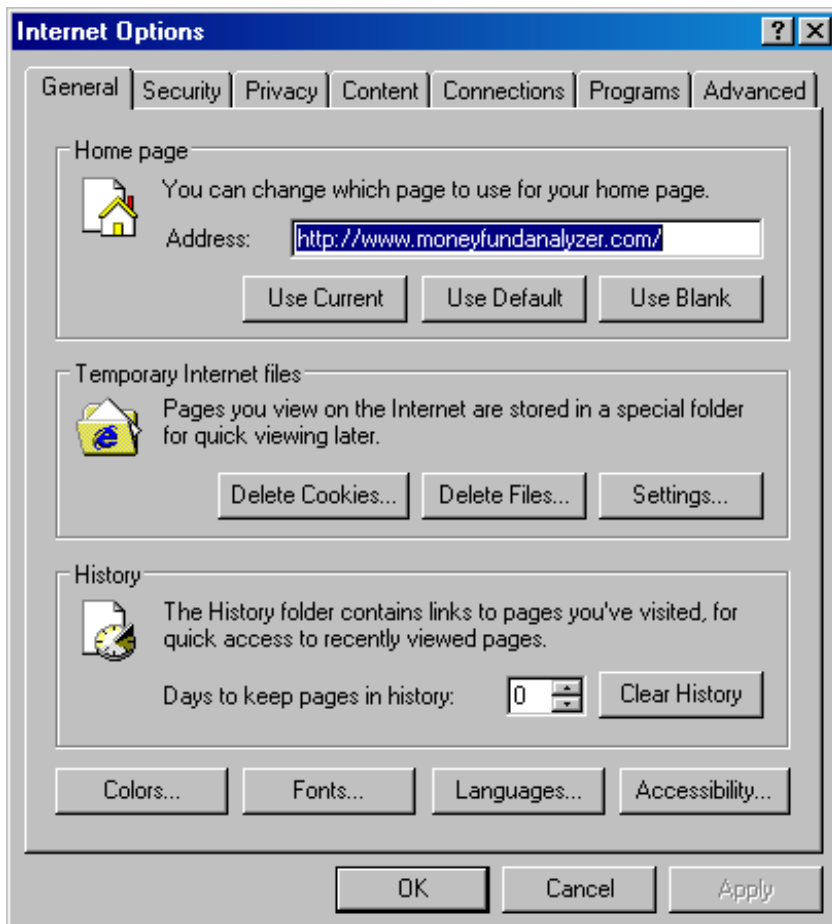 Internet Options
General Security Privacy Content Connections Programs Advanced
Home page
You can change which page to use for your home page.
Address: http://www.moneyfundanalyzer.com/
Use Current Use Default Use Blank
Temporary Internet files
Pages you view on the Internet are stored in a special folder
for quick viewing later.
Delete Cookies... Delete Files... Settings...
History
The History folder contains links to pages you've visited, for
quick access to recently viewed pages.
Days to keep pages in history: 0 Clear History
Colors... Fonts... Languages... Accessibility...
OK Cancel Apply